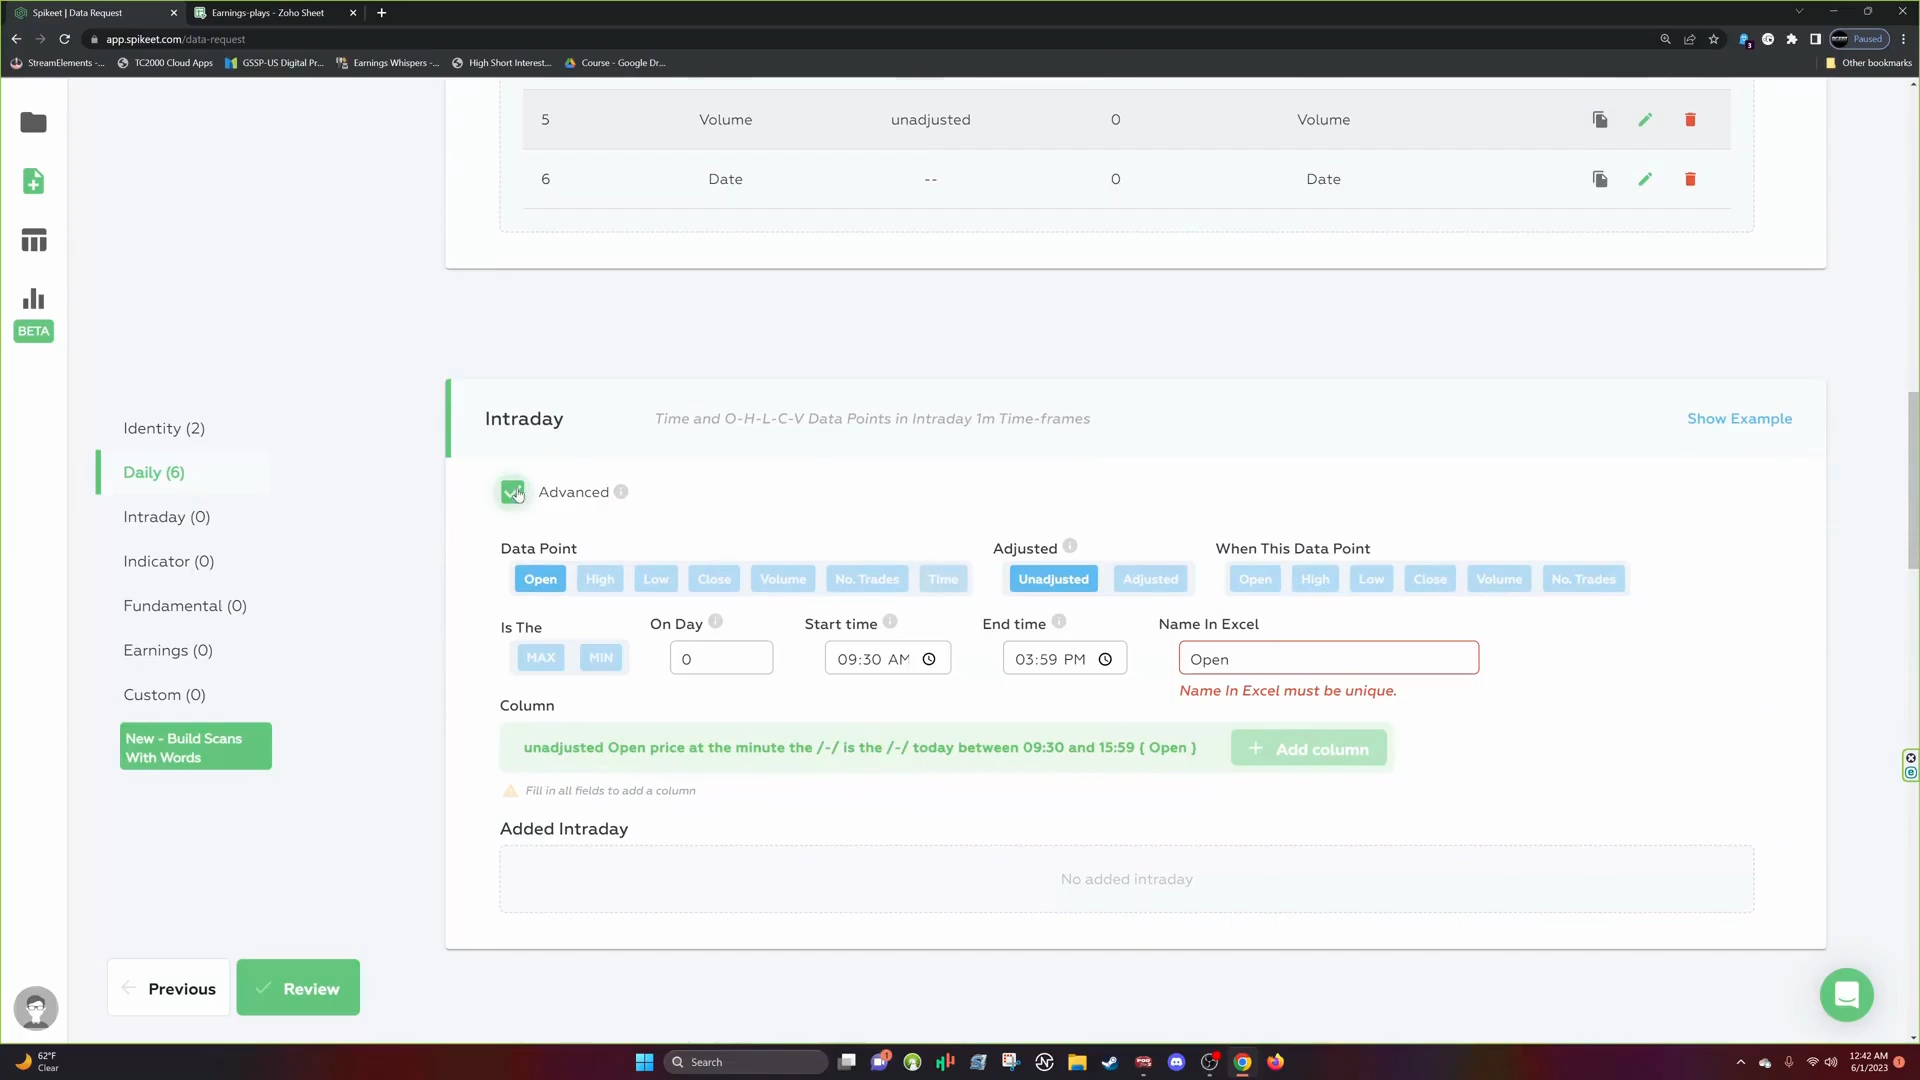 Spikeet | Data Request
Earnings-plays - Zoho Sheet
app.spikeet.com/data-request
3
Paused
StreamElements -...
TC2000 Cloud Apps
GSSP-US Digital Pr...
Earnings Whispers -...
High Short Interest...
Course - Google Dr...
Other bookmarks
5 Volume unadjusted 0 Volume
6 Date -- 0 Date
BETA
Identity (2)
Daily (6)
Intraday (0)
Indicator (0)
Fundamental (0)
Earnings (0)
Custom (0)
New - Build Scans
With Words
Intraday
Time and O-H-L-C-V Data Points in Intraday 1m Time-frames
Show Example
Advanced
Data Point
Adjusted
When This Data Point
Open High Low Close Volume No. Trades Time
Unadjusted Adjusted
Open High Low Close Volume No. Trades
Is The
On Day
Start time
End time
Name In Excel
MAX MIN
0
09:30 AM
03:59 PM
Open
Name In Excel must be unique.
Column
unadjusted Open price at the minute the /-/ is the /-/ today between 09:30 and 15:59 { Open }
+ Add column
Fill in all fields to add a column
Added Intraday
No added intraday
Previous
Review
62°F
Clear
Search
1
12:42 AM
6/1/2023
1